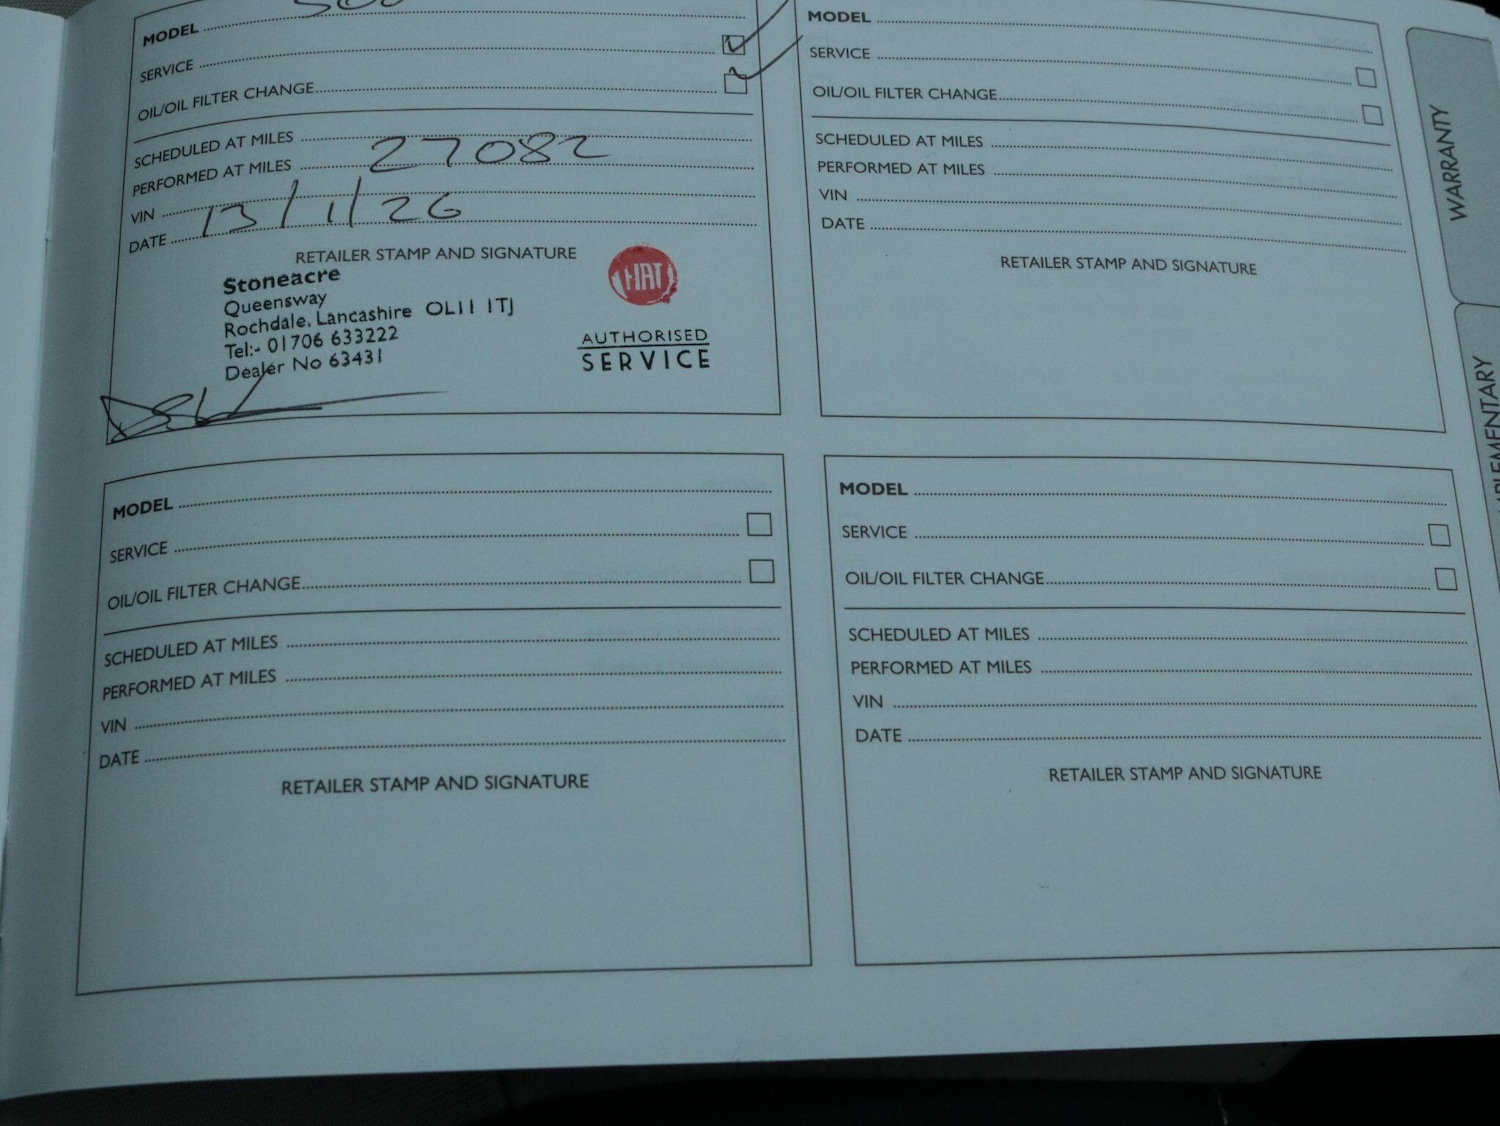 MODEL 500
SERVICE
OIL/OIL FILTER CHANGE
SCHEDULED AT MILES
PERFORMED AT MILES 27082
VIN
DATE 13/1/26
RETAILER STAMP AND SIGNATURE
Stoneacre
Queensway
Rochdale, Lancashire OL11 1TJ
Tel:- 01706 633222
Dealer No 63431
FIAT
AUTHORISED
SERVICE
MODEL
SERVICE
OIL/OIL FILTER CHANGE
SCHEDULED AT MILES
PERFORMED AT MILES
VIN
DATE
RETAILER STAMP AND SIGNATURE
MODEL
SERVICE
OIL/OIL FILTER CHANGE
SCHEDULED AT MILES
PERFORMED AT MILES
VIN
DATE
RETAILER STAMP AND SIGNATURE
MODEL
SERVICE
OIL/OIL FILTER CHANGE
SCHEDULED AT MILES
PERFORMED AT MILES
VIN
DATE
RETAILER STAMP AND SIGNATURE
WARRANTY
PLEMENTARY